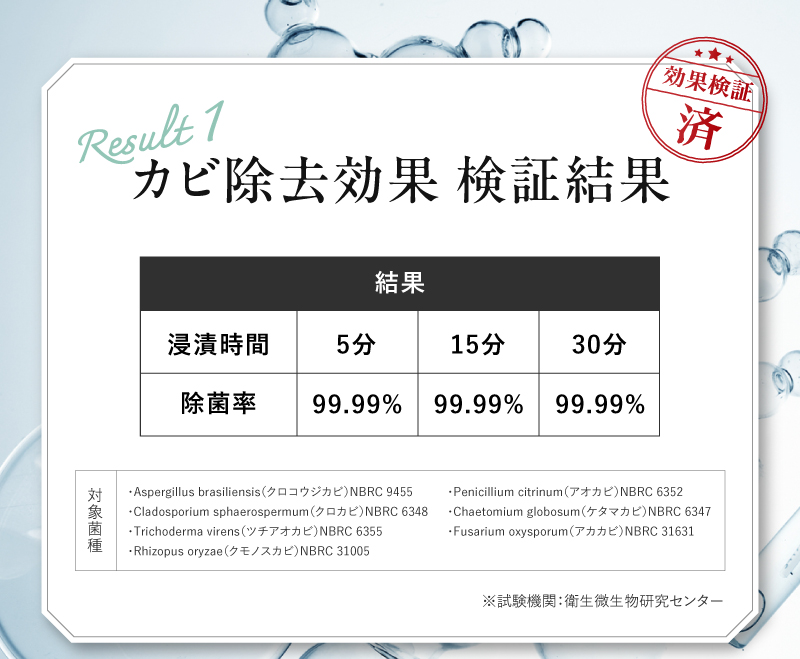 Result 1
効果検証
済
カビ除去効果 検証結果
結果
浸漬時間 5分 15分 30分
除菌率 99.99% 99.99% 99.99%
対象菌種
・Aspergillus brasiliensis(クロコウジカビ)NBRC 9455
・Cladosporium sphaerospermum(クロカビ)NBRC 6348
・Trichoderma virens(ツチアオカビ)NBRC 6355
・Rhizopus oryzae(クモノスカビ)NBRC 31005
・Penicillium citrinum(アオカビ)NBRC 6352
・Chaetomium globosum(ケタマカビ)NBRC 6347
・Fusarium oxysporum(アカカビ)NBRC 31631
※試験機関：衛生微生物研究センター